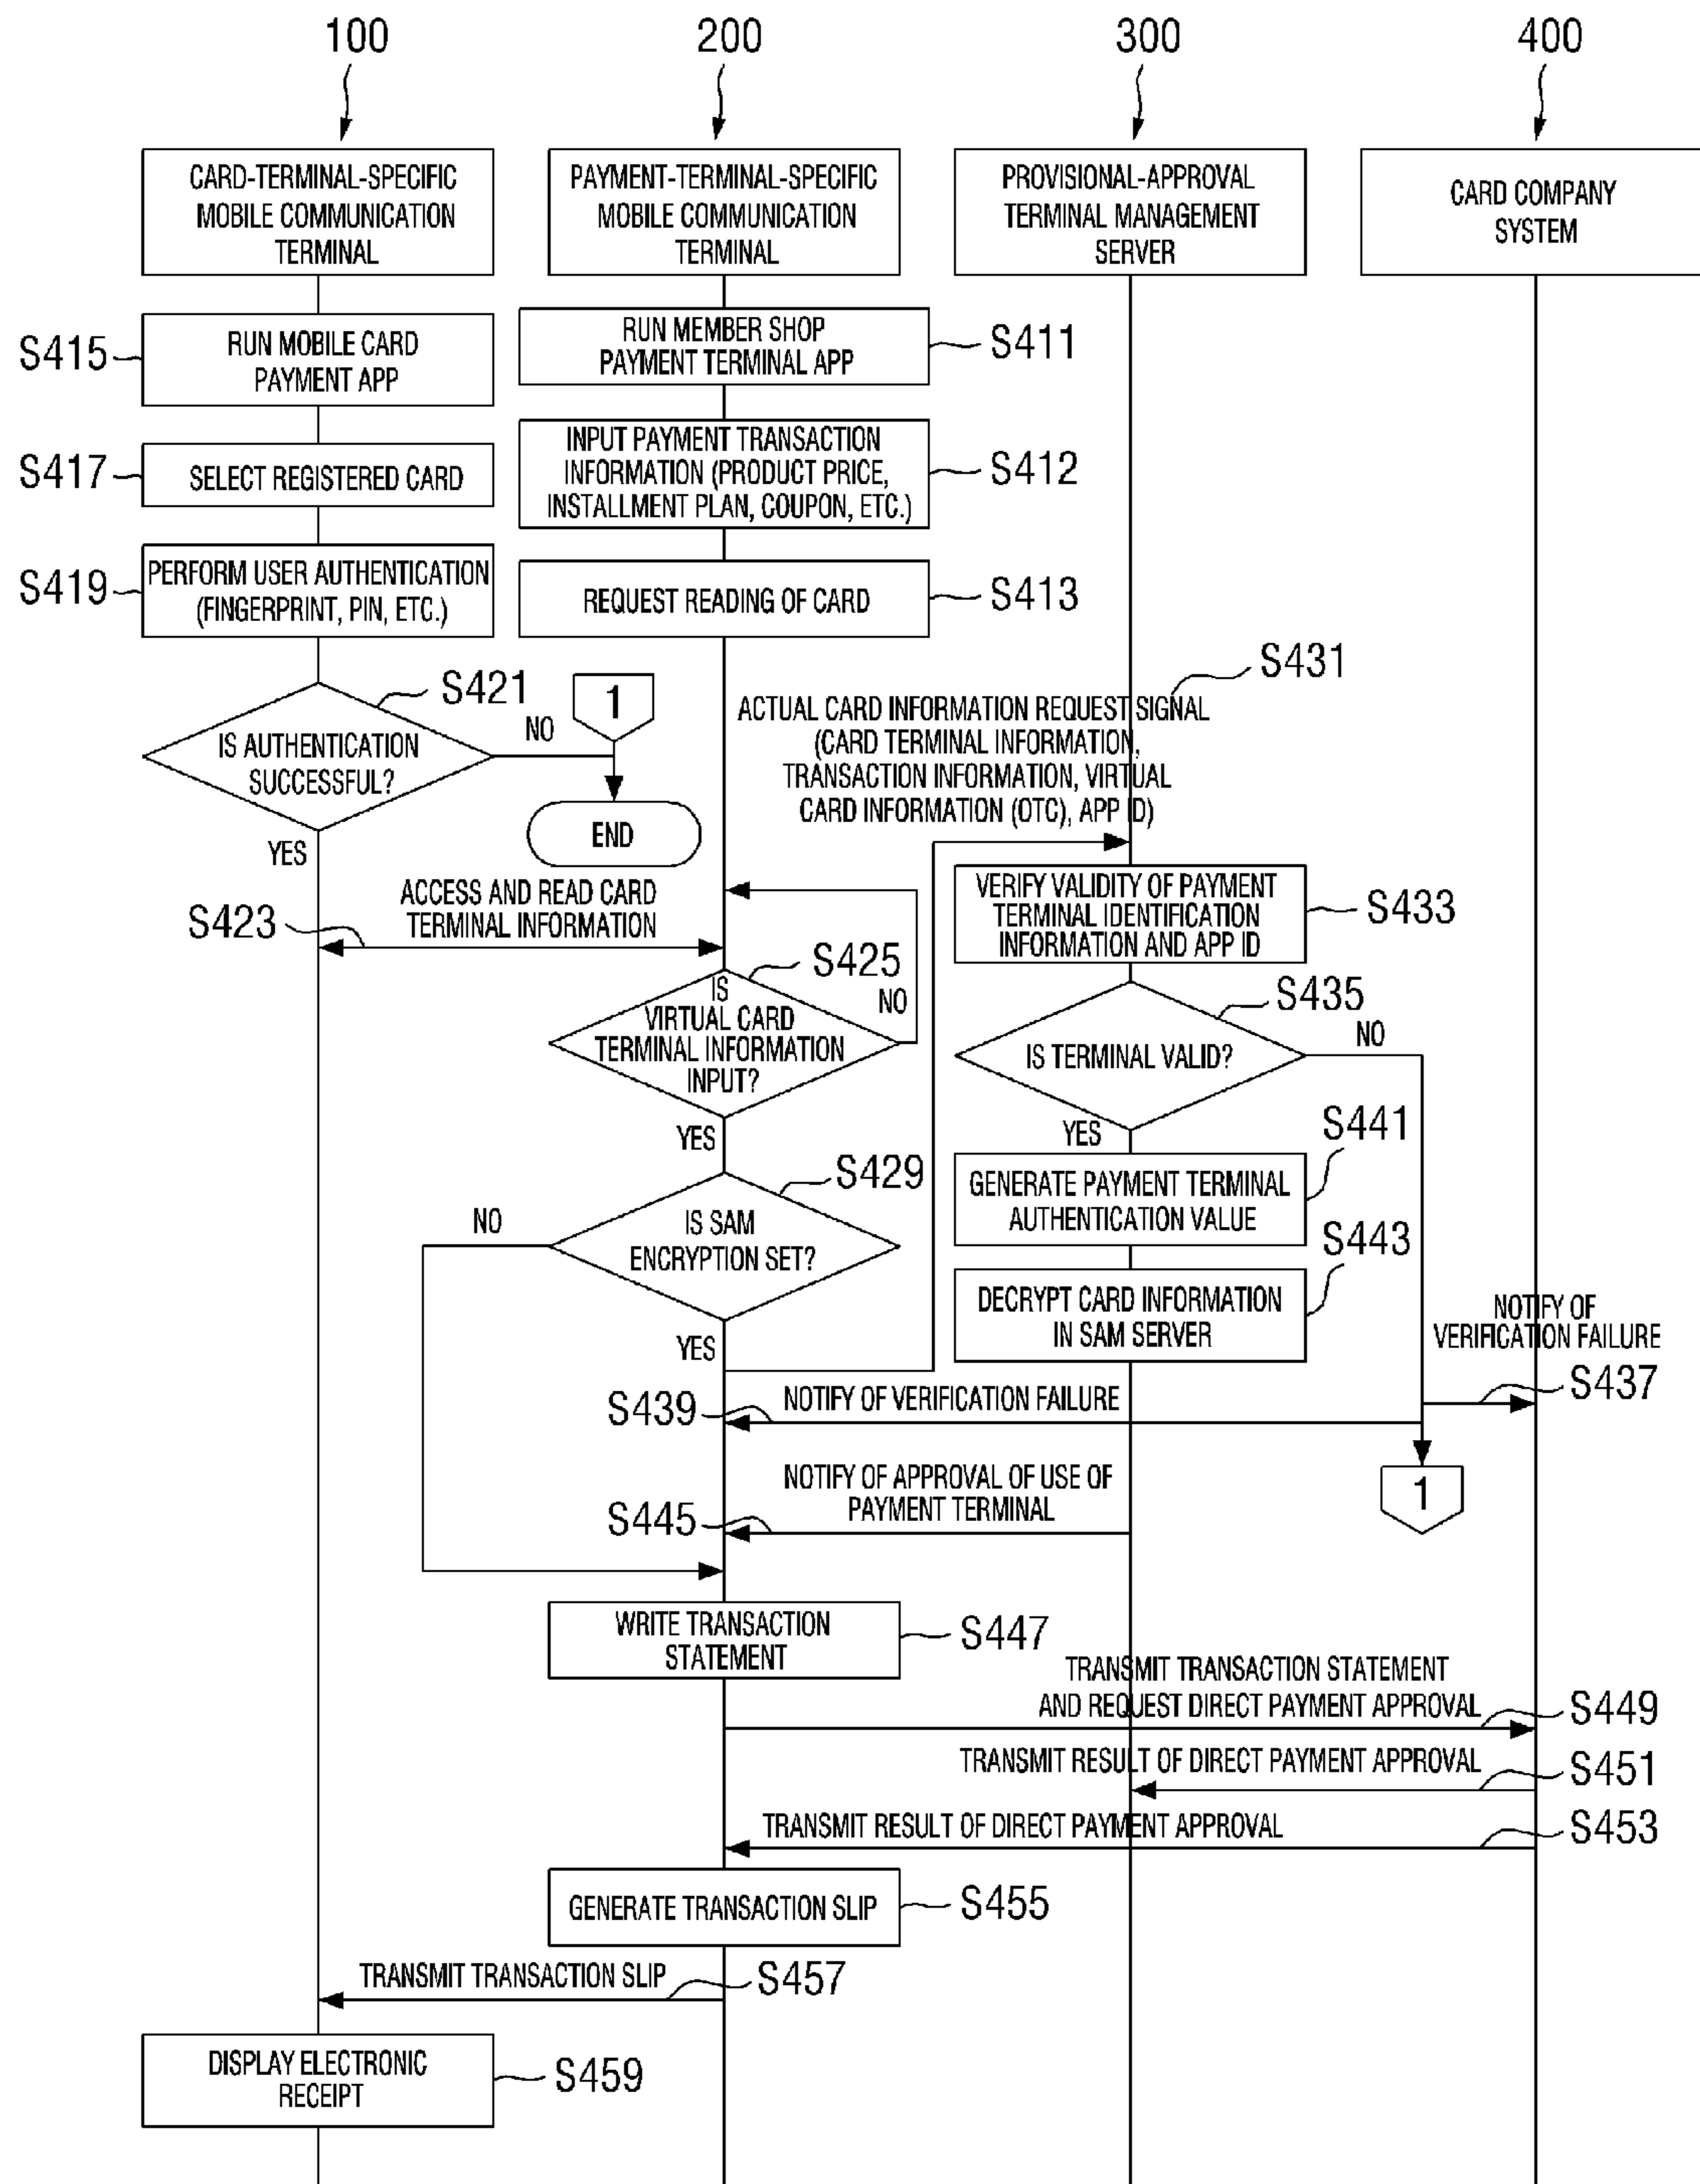 100
200
300
400
CARD-TERMINAL-SPECIFIC
MOBILE COMMUNICATION
TERMINAL
PAYMENT-TERMINAL-SPECIFIC
MOBILE COMMUNICATION
TERMINAL
PROVISIONAL-APPROVAL
TERMINAL MANAGEMENT
SERVER
CARD COMPANY
SYSTEM
S415
RUN MOBILE CARD
PAYMENT APP
RUN MEMBER SHOP
PAYMENT TERMINAL APP
S411
S417
SELECT REGISTERED CARD
INPUT PAYMENT TRANSACTION
INFORMATION (PRODUCT PRICE,
INSTALLMENT PLAN, COUPON, ETC.)
S412
S419
PERFORM USER AUTHENTICATION
(FINGERPRINT, PIN, ETC.)
REQUEST READING OF CARD
S413
S421
IS AUTHENTICATION
SUCCESSFUL?
NO
YES
1
END
S431
ACTUAL CARD INFORMATION REQUEST SIGNAL
(CARD TERMINAL INFORMATION,
TRANSACTION INFORMATION, VIRTUAL
CARD INFORMATION (OTC), APP ID)
S423
ACCESS AND READ CARD
TERMINAL INFORMATION
VERIFY VALIDITY OF PAYMENT
TERMINAL IDENTIFICATION
INFORMATION AND APP ID
S433
S425
IS
VIRTUAL CARD
TERMINAL INFORMATION
INPUT?
NO
YES
S435
IS TERMINAL VALID?
NO
YES
S429
IS SAM
ENCRYPTION SET?
NO
YES
S441
GENERATE PAYMENT TERMINAL
AUTHENTICATION VALUE
S443
DECRYPT CARD INFORMATION
IN SAM SERVER
NOTIFY OF
VERIFICATION FAILURE
S437
S439
NOTIFY OF VERIFICATION FAILURE
1
NOTIFY OF APPROVAL OF USE OF
PAYMENT TERMINAL
S445
WRITE TRANSACTION
STATEMENT
S447
TRANSMIT TRANSACTION STATEMENT
AND REQUEST DIRECT PAYMENT APPROVAL
S449
TRANSMIT RESULT OF DIRECT PAYMENT APPROVAL
S451
TRANSMIT RESULT OF DIRECT PAYMENT APPROVAL
S453
GENERATE TRANSACTION SLIP
S455
TRANSMIT TRANSACTION SLIP
S457
DISPLAY ELECTRONIC
RECEIPT
S459